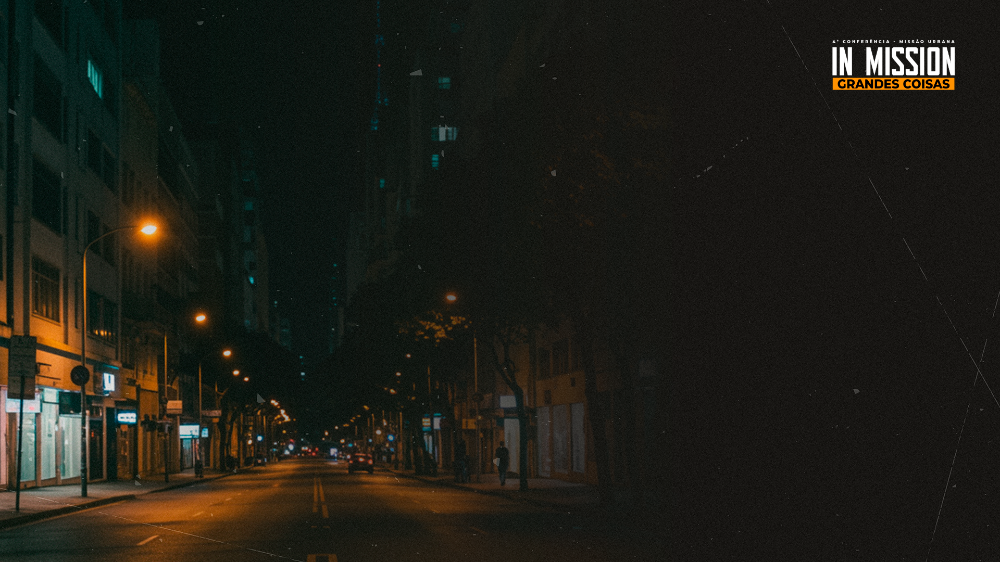 4ª CONFERÊNCIA - MISSÃO URBANA
IN MISSION
GRANDES COISAS